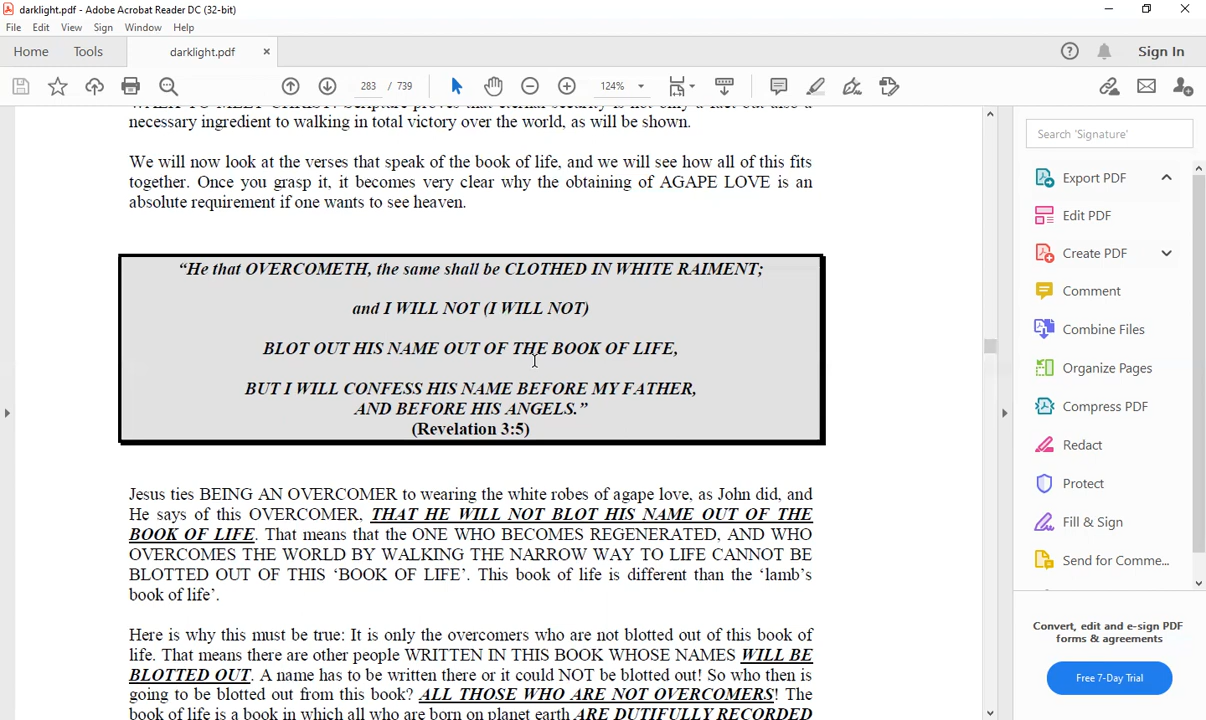 darklight.pdf - Adobe Acrobat Reader DC (32-bit)
File Edit View Sign Window Help
Home Tools darklight.pdf × Sign In
283 / 739 124%
necessary ingredient to walking in total victory over the world, as will be shown.
We will now look at the verses that speak of the book of life, and we will see how all of this fits
together. Once you grasp it, it becomes very clear why the obtaining of AGAPE LOVE is an
absolute requirement if one wants to see heaven.
“He that OVERCOMETH, the same shall be CLOTHED IN WHITE RAIMENT;
and I WILL NOT (I WILL NOT)
BLOT OUT HIS NAME OUT OF THE BOOK OF LIFE,
BUT I WILL CONFESS HIS NAME BEFORE MY FATHER,
AND BEFORE HIS ANGELS.”
(Revelation 3:5)
Jesus ties BEING AN OVERCOMER to wearing the white robes of agape love, as John did, and
He says of this OVERCOMER, THAT HE WILL NOT BLOT HIS NAME OUT OF THE
BOOK OF LIFE. That means that the ONE WHO BECOMES REGENERATED, AND WHO
OVERCOMES THE WORLD BY WALKING THE NARROW WAY TO LIFE CANNOT BE
BLOTTED OUT OF THIS ‘BOOK OF LIFE’. This book of life is different than the ‘lamb’s
book of life’.
Here is why this must be true: It is only the overcomers who are not blotted out of this book of
life. That means there are other people WRITTEN IN THIS BOOK WHOSE NAMES WILL BE
BLOTTED OUT. A name has to be written there or it could NOT be blotted out! So who then is
going to be blotted out from this book? ALL THOSE WHO ARE NOT OVERCOMERS! The
book of life is a book in which all who are born on planet earth ARE DUTIFULLY RECORDED
Search 'Signature'
Export PDF
Edit PDF
Create PDF
Comment
Combine Files
Organize Pages
Compress PDF
Redact
Protect
Fill & Sign
Send for Comme...
Convert, edit and e-sign PDF
forms & agreements
Free 7-Day Trial